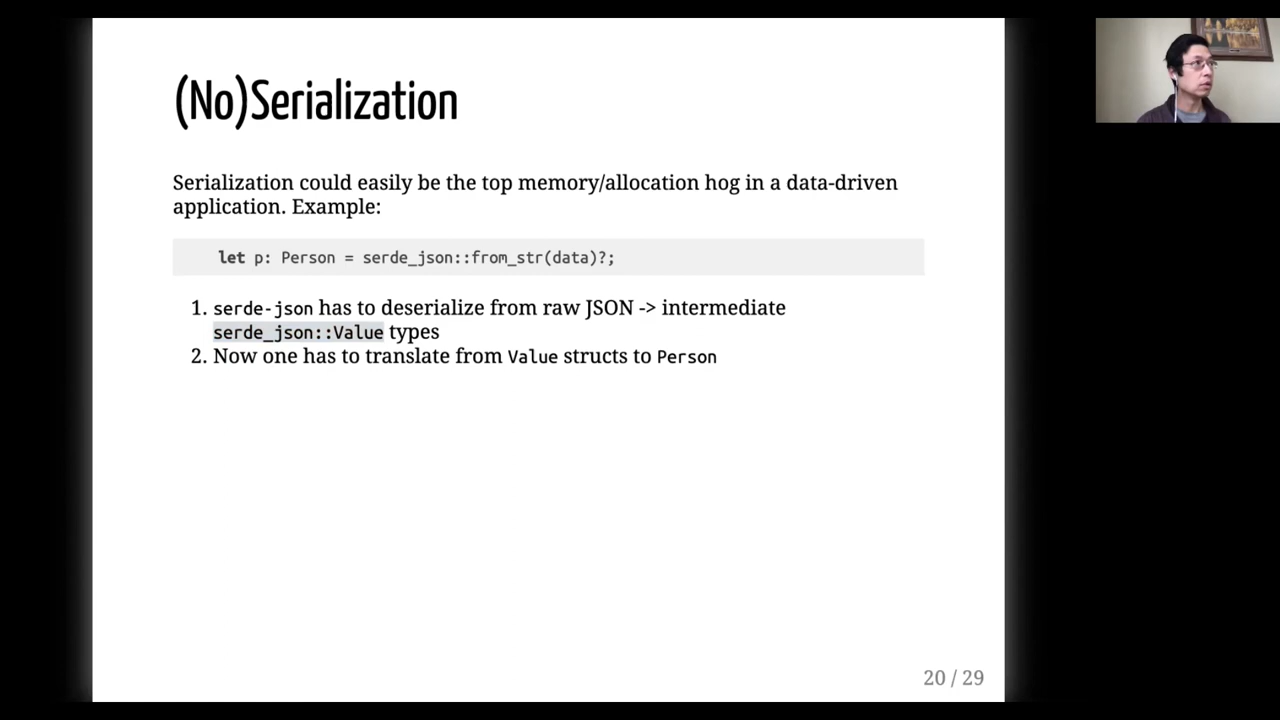 (No)Serialization
Serialization could easily be the top memory/allocation hog in a data-driven
application. Example:
let p: Person = serde_json::from_str(data)?;
1. serde-json has to deserialize from raw JSON -> intermediate
serde_json::Value types
2. Now one has to translate from Value structs to Person
20 / 29